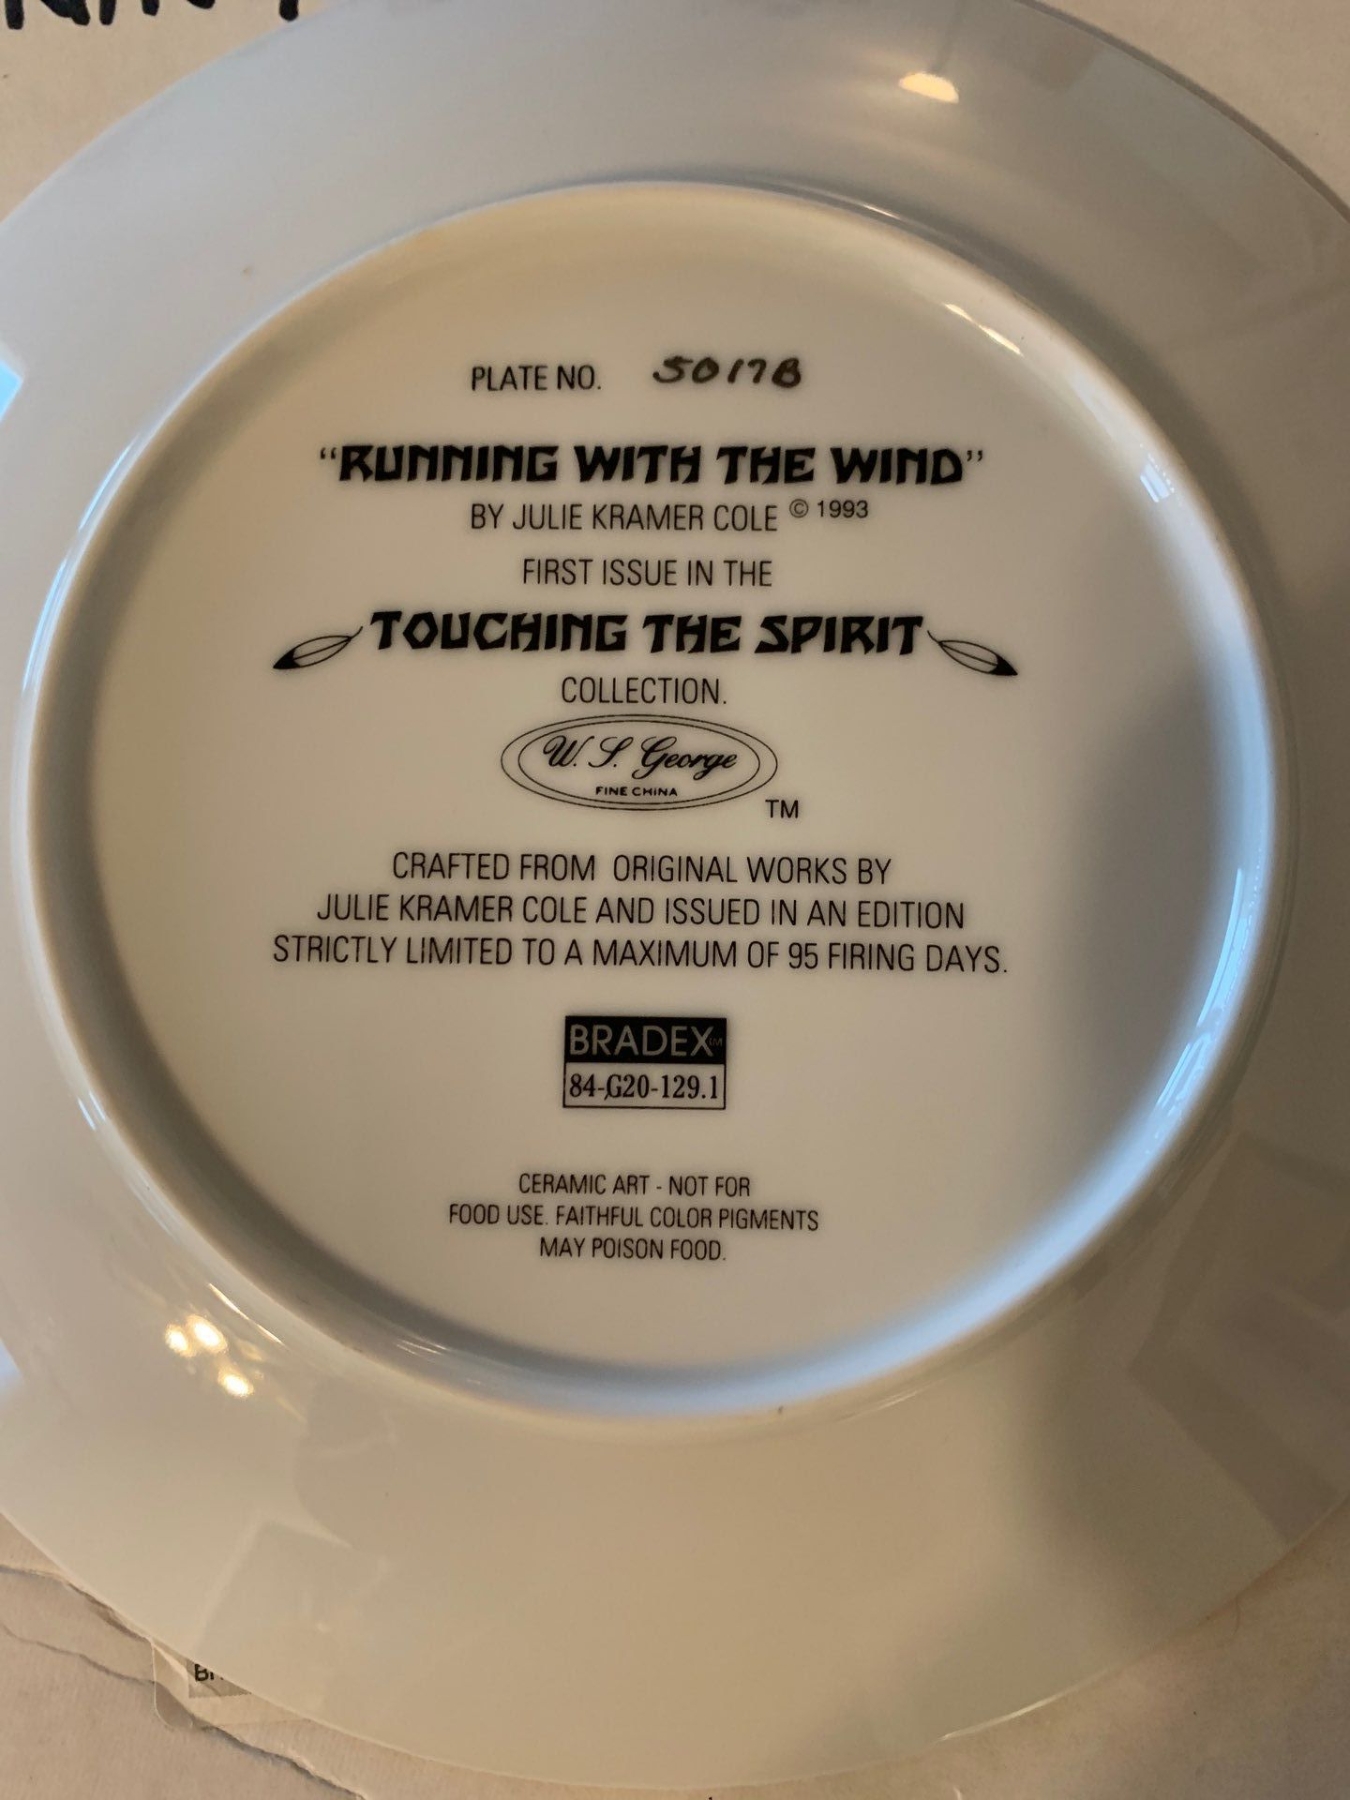 PLATE NO. 5017B
“RUNNING WITH THE WIND”
BY JULIE KRAMER COLE © 1993
FIRST ISSUE IN THE
TOUCHING THE SPIRIT
COLLECTION.
W. S. George
FINE CHINA
TM
CRAFTED FROM ORIGINAL WORKS BY
JULIE KRAMER COLE AND ISSUED IN AN EDITION
STRICTLY LIMITED TO A MAXIMUM OF 95 FIRING DAYS.
BRADEX TM
84-G20-129.1
CERAMIC ART - NOT FOR
FOOD USE. FAITHFUL COLOR PIGMENTS
MAY POISON FOOD.